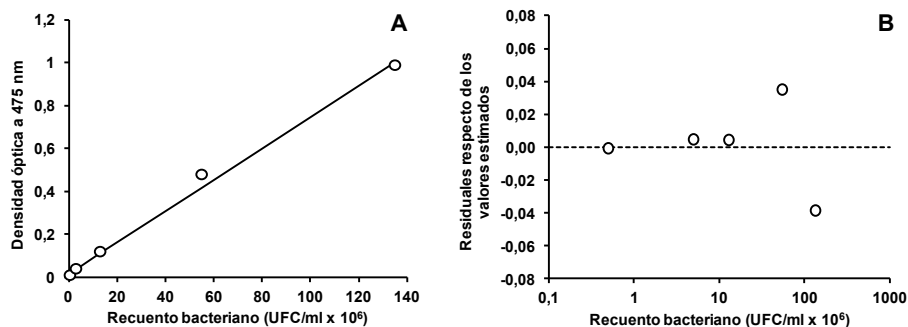 A
Densidad óptica a 475 nm
1,2
1
0,8
0,6
0,4
0,2
0
0 20 40 60 80 100 120 140
Recuento bacteriano (UFC/ml x 10⁶)
B
Residuales respecto de los
valores estimados
0,08
0,06
0,04
0,02
0,00
-0,02
-0,04
-0,06
-0,08
0,1 1 10 100 1000
Recuento bacteriano (UFC/ml x 10⁶)